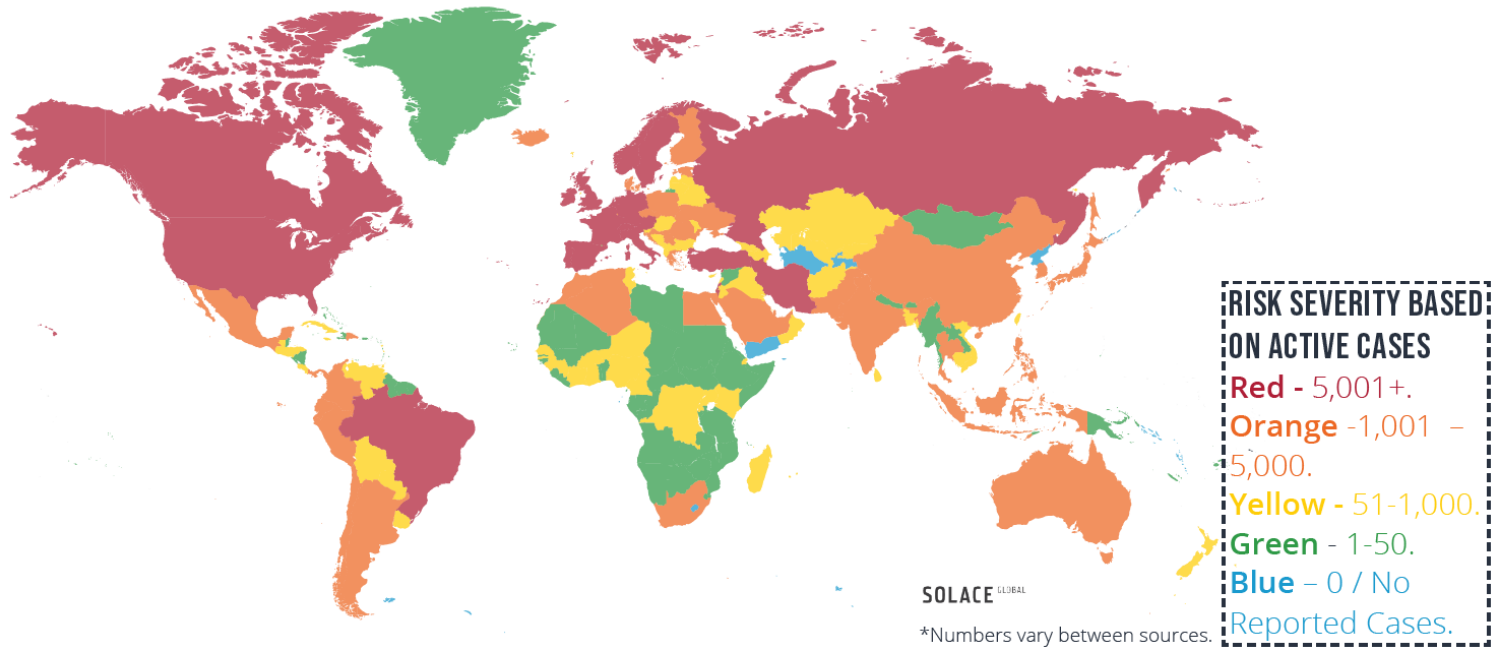 RISK SEVERITY BASED
ON ACTIVE CASES
Red - 5,001+.
Orange -1,001 –
5,000.
Yellow - 51-1,000.
Green - 1-50.
Blue – 0 / No
Reported Cases.
SOLACE GLOBAL
*Numbers vary between sources.